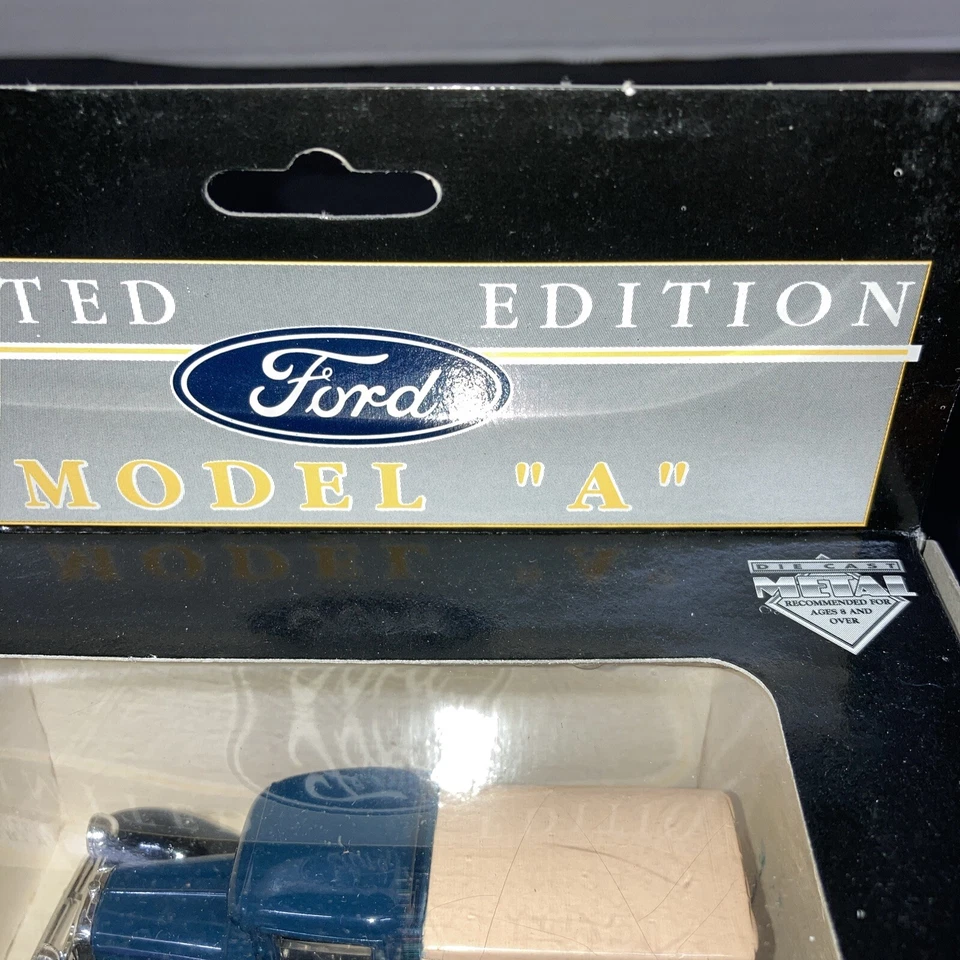 TED EDITION
Ford
MODEL "A"
DIE CAST
METAL
RECOMMENDED FOR
AGES 8 AND
OVER